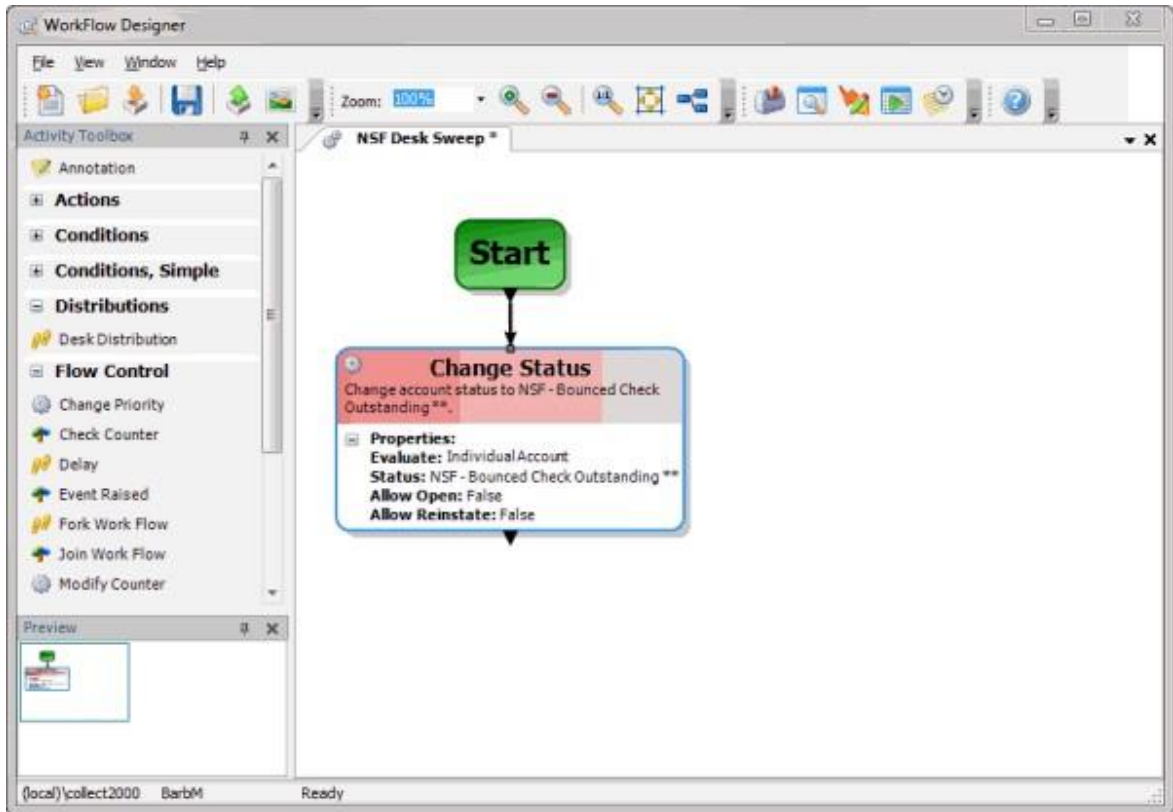 WorkFlow Designer
File View Window Help
Zoom: 100%
Activity Toolbox
NSF Desk Sweep *
Annotation
Actions
Conditions
Conditions, Simple
Distributions
Desk Distribution
Flow Control
Change Priority
Check Counter
Delay
Event Raised
Fork Work Flow
Join Work Flow
Modify Counter
Start
Change Status
Change account status to NSF - Bounced Check
Outstanding **.
Properties:
Evaluate: Individual Account
Status: NSF - Bounced Check Outstanding **
Allow Open: False
Allow Reinstate: False
Preview
(local)\collect2000 BarbM Ready